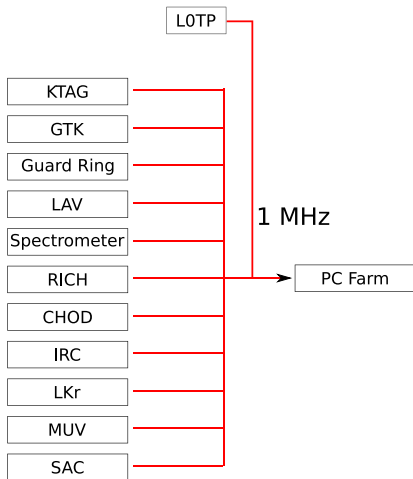 L0TP
KTAG
GTK
Guard Ring
LAV
Spectrometer
1 MHz
RICH
PC Farm
CHOD
IRC
LKr
MUV
SAC